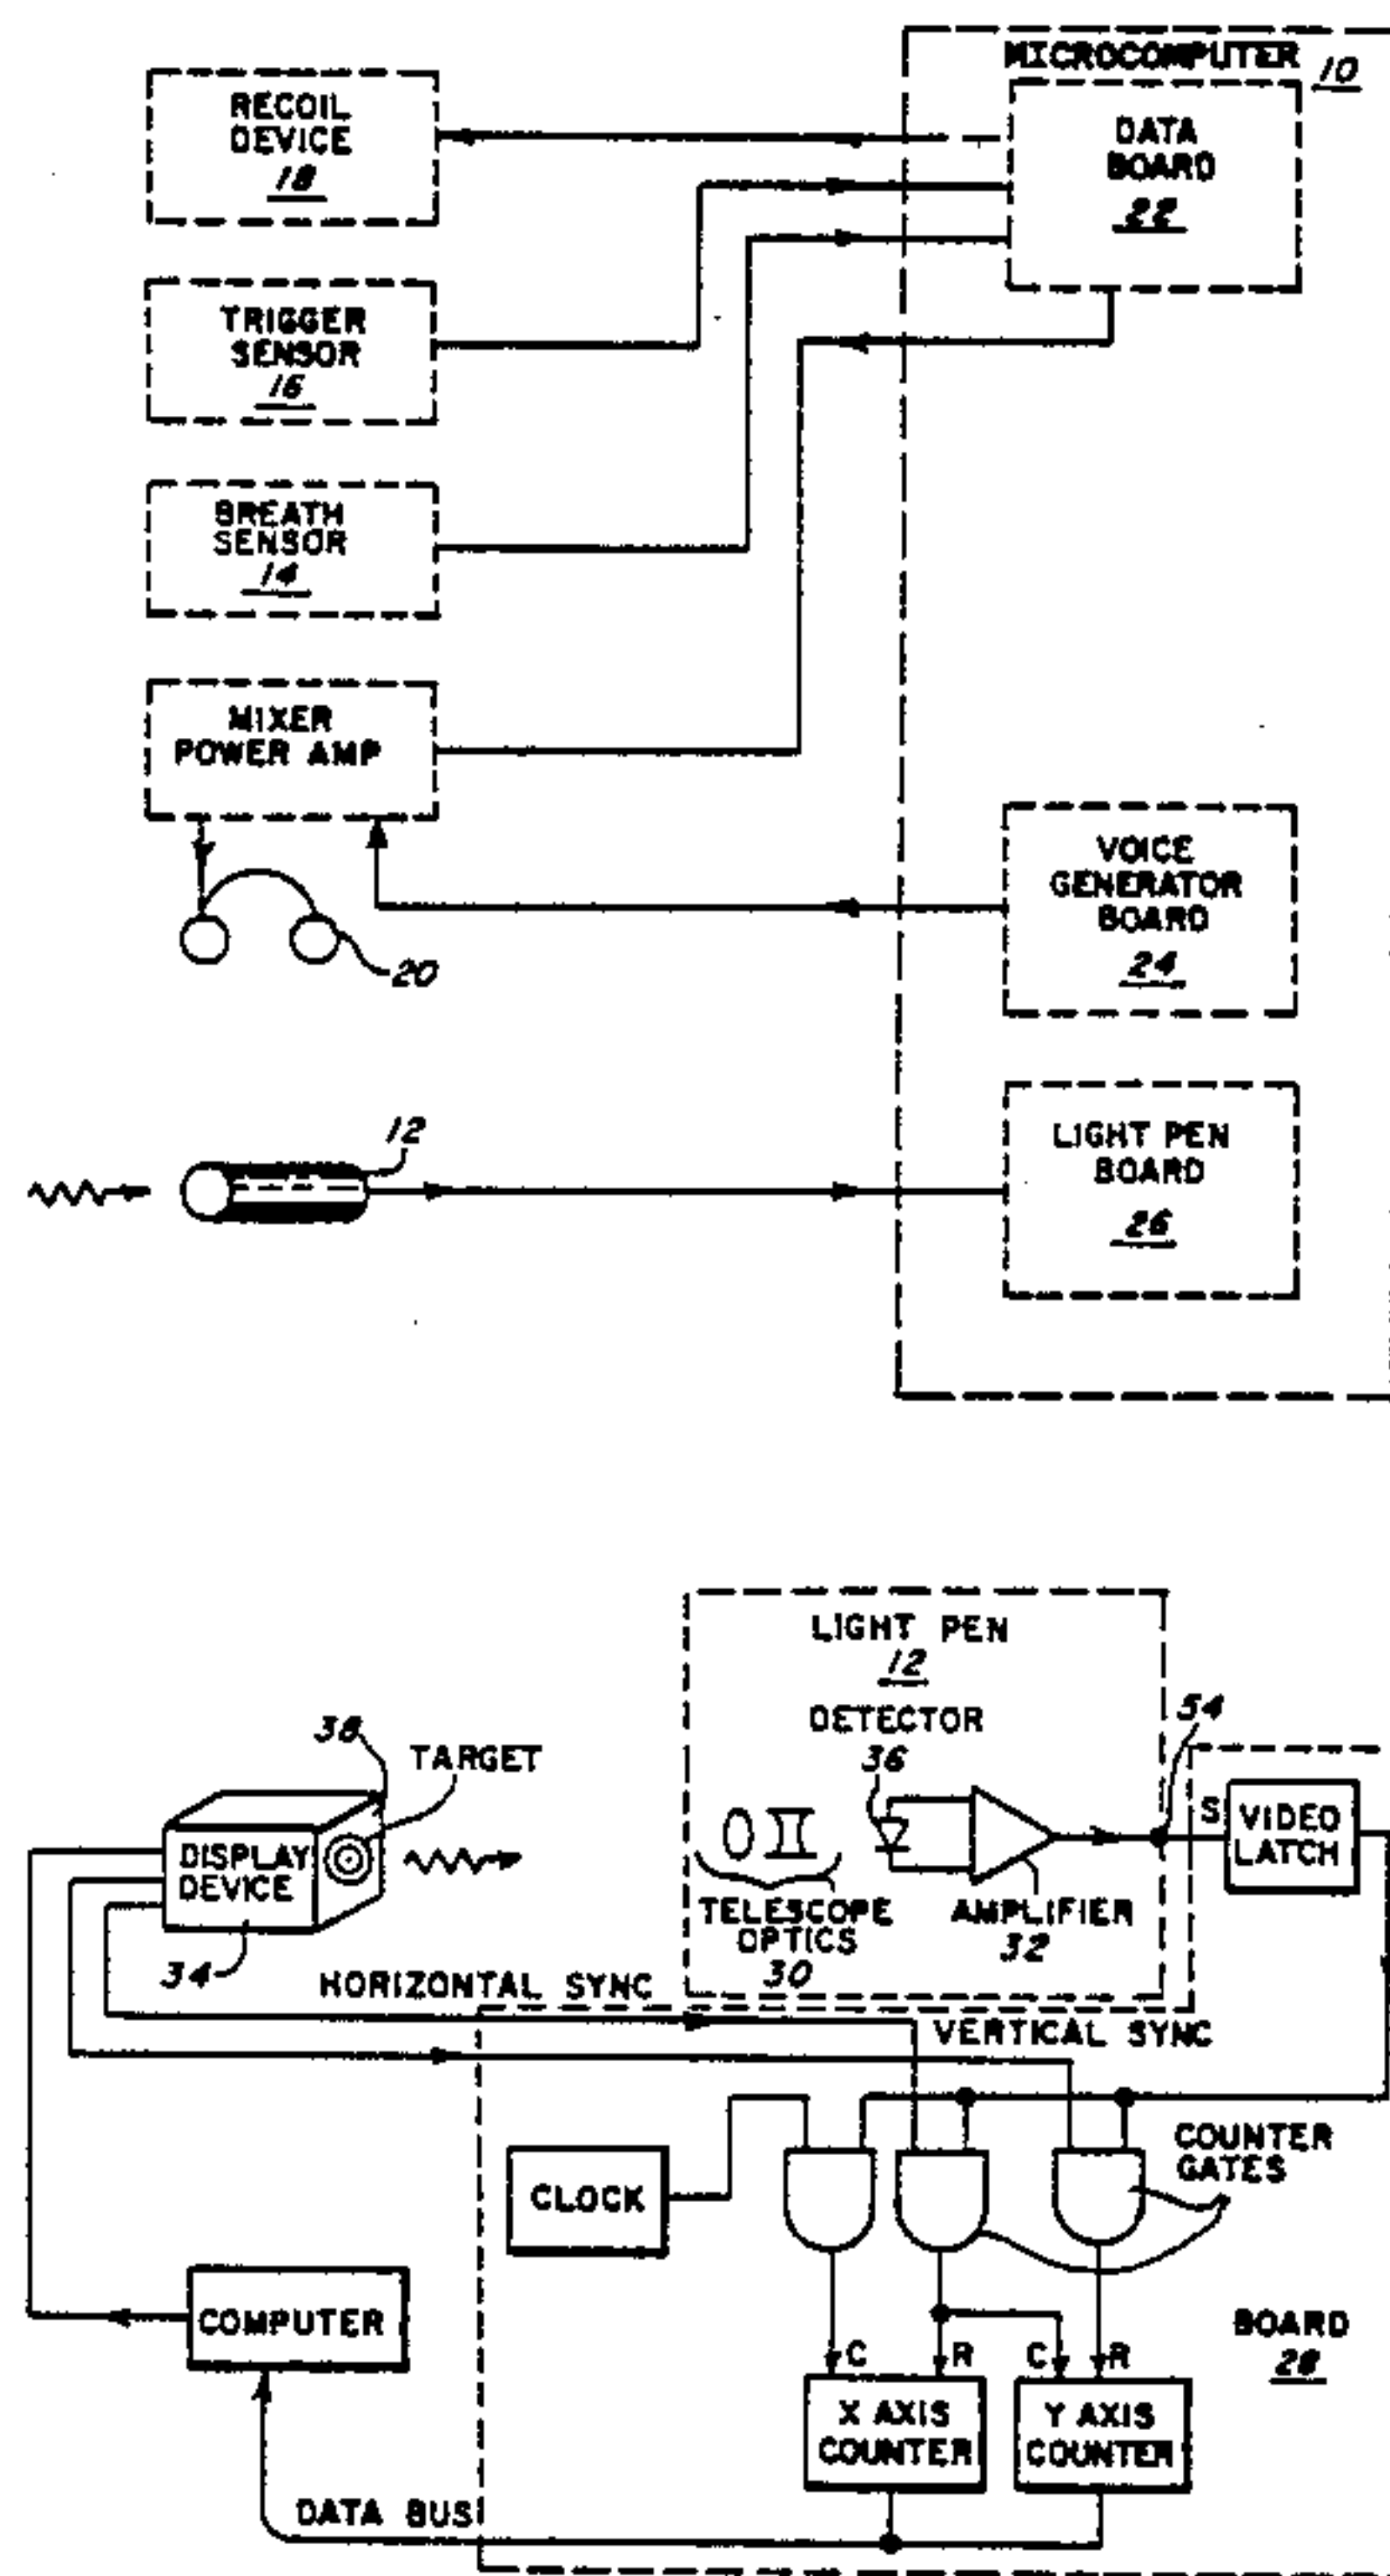 MICROCOMPUTER 10
RECOIL
DEVICE
18
DATA
BOARD
22
TRIGGER
SENSOR
16
BREATH
SENSOR
14
MIXER
POWER AMP
20
VOICE
GENERATOR
BOARD
24
12
LIGHT PEN
BOARD
26
LIGHT PEN
12
DETECTOR
36
54
38
TARGET
DISPLAY
DEVICE
34
S
VIDEO
LATCH
TELESCOPE
OPTICS
30
AMPLIFIER
32
HORIZONTAL SYNC
VERTICAL SYNC
COUNTER
GATES
CLOCK
COMPUTER
BOARD
28
C
R
C
R
X AXIS
COUNTER
Y AXIS
COUNTER
DATA BUS